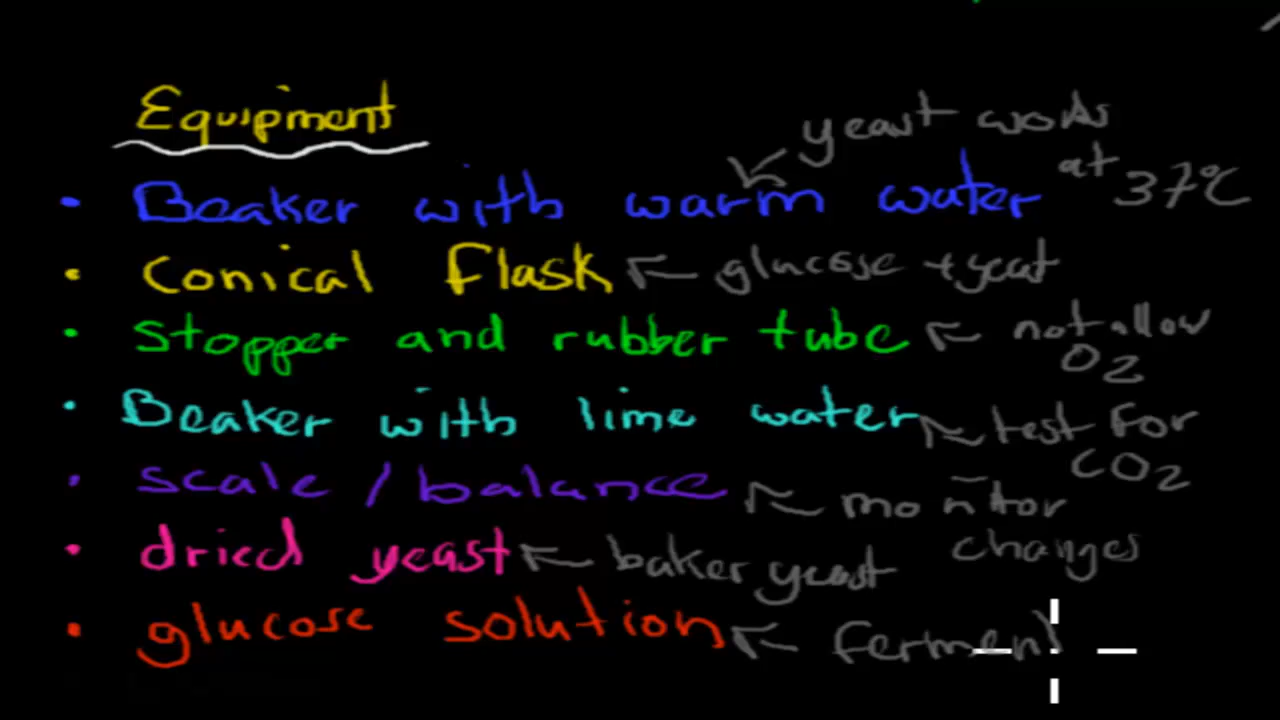 Equipment
yeast works
at 37°C
• Beaker with warm water
• Conical flask ← glucose + yeat
• stopper and rubber tube ← not allow
O2
• Beaker with lime water ← test for
CO2
• scale / balance ← monitor
changes
• dried yeast ← baker yeast
• glucose solution ← ferment